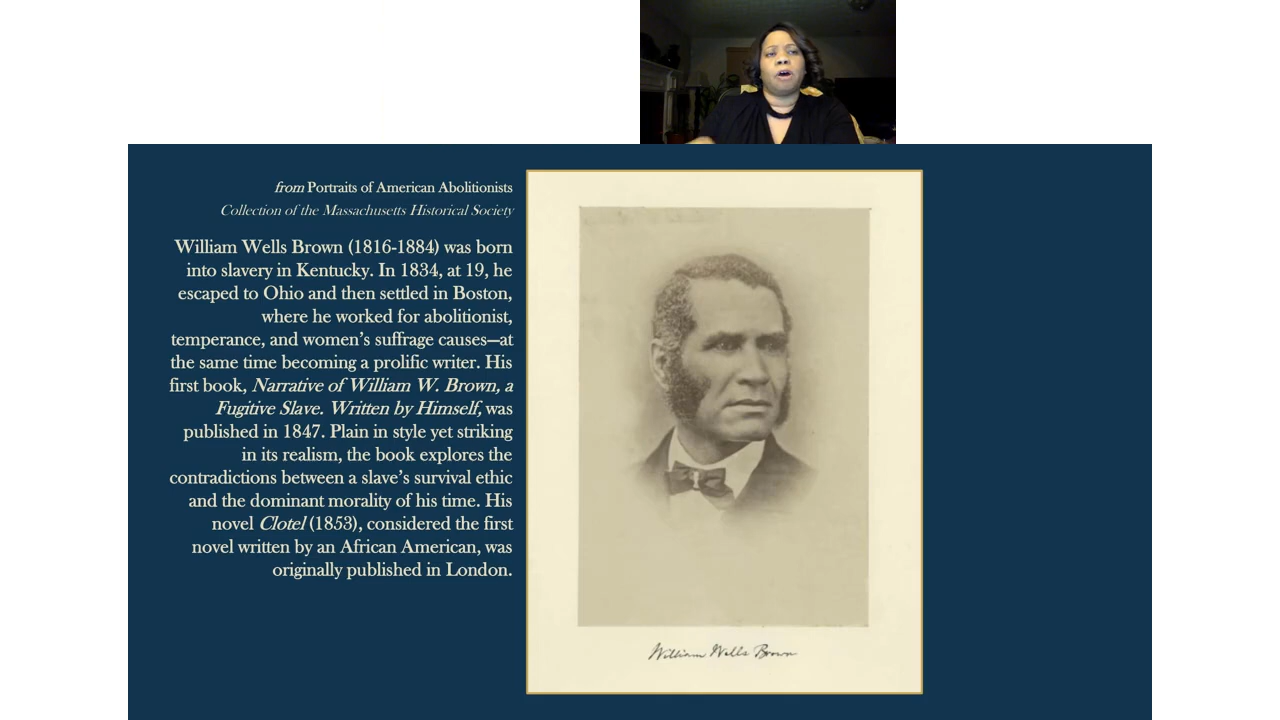 from Portraits of American Abolitionists
Collection of the Massachusetts Historical Society
William Wells Brown (1816-1884) was born
into slavery in Kentucky. In 1834, at 19, he
escaped to Ohio and then settled in Boston,
where he worked for abolitionist,
temperance, and women’s suffrage causes—at
the same time becoming a prolific writer. His
first book, Narrative of William W. Brown, a
Fugitive Slave. Written by Himself, was
published in 1847. Plain in style yet striking
in its realism, the book explores the
contradictions between a slave’s survival ethic
and the dominant morality of his time. His
novel Clotel (1853), considered the first
novel written by an African American, was
originally published in London.
William Wells Brown